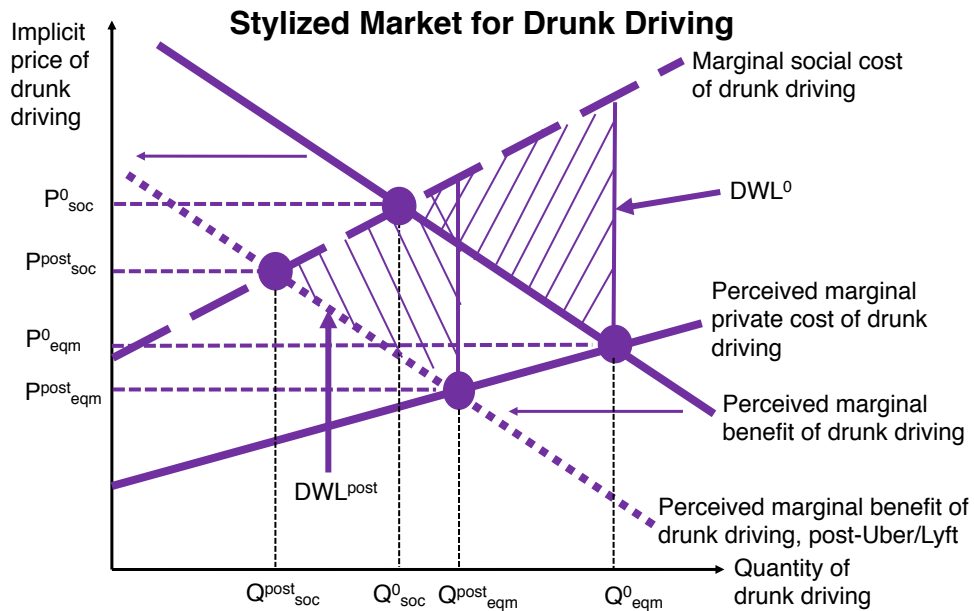 Stylized Market for Drunk Driving
Implicit
price of
drunk
driving
Marginal social cost
of drunk driving
P⁰soc
DWL⁰
Ppostsoc
Perceived marginal
private cost of drunk
driving
P⁰eqm
Pposteqm
Perceived marginal
benefit of drunk driving
DWLpost
Perceived marginal benefit of
drunk driving, post-Uber/Lyft
Quantity of
drunk driving
Qpostsoc
Q⁰soc
Qposteqm
Q⁰eqm